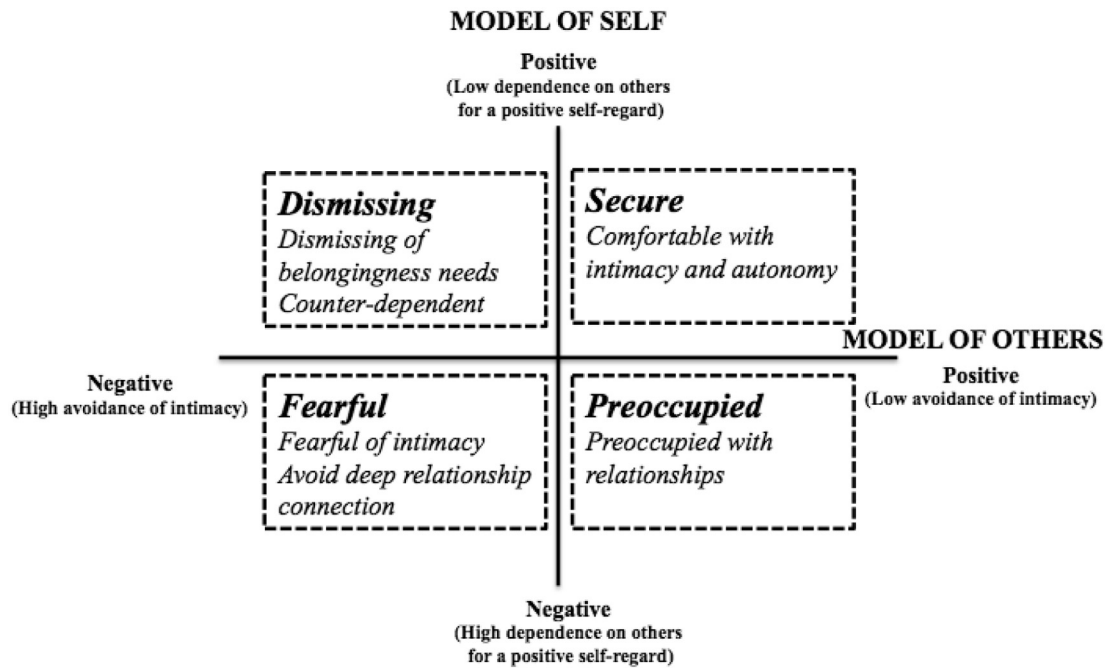 MODEL OF SELF
Positive
(Low dependence on others
for a positive self-regard)
Dismissing
Dismissing of
belongingness needs
Counter-dependent
Secure
Comfortable with
intimacy and autonomy
MODEL OF OTHERS
Negative
(High avoidance of intimacy)
Positive
(Low avoidance of intimacy)
Fearful
Fearful of intimacy
Avoid deep relationship
connection
Preoccupied
Preoccupied with
relationships
Negative
(High dependence on others
for a positive self-regard)